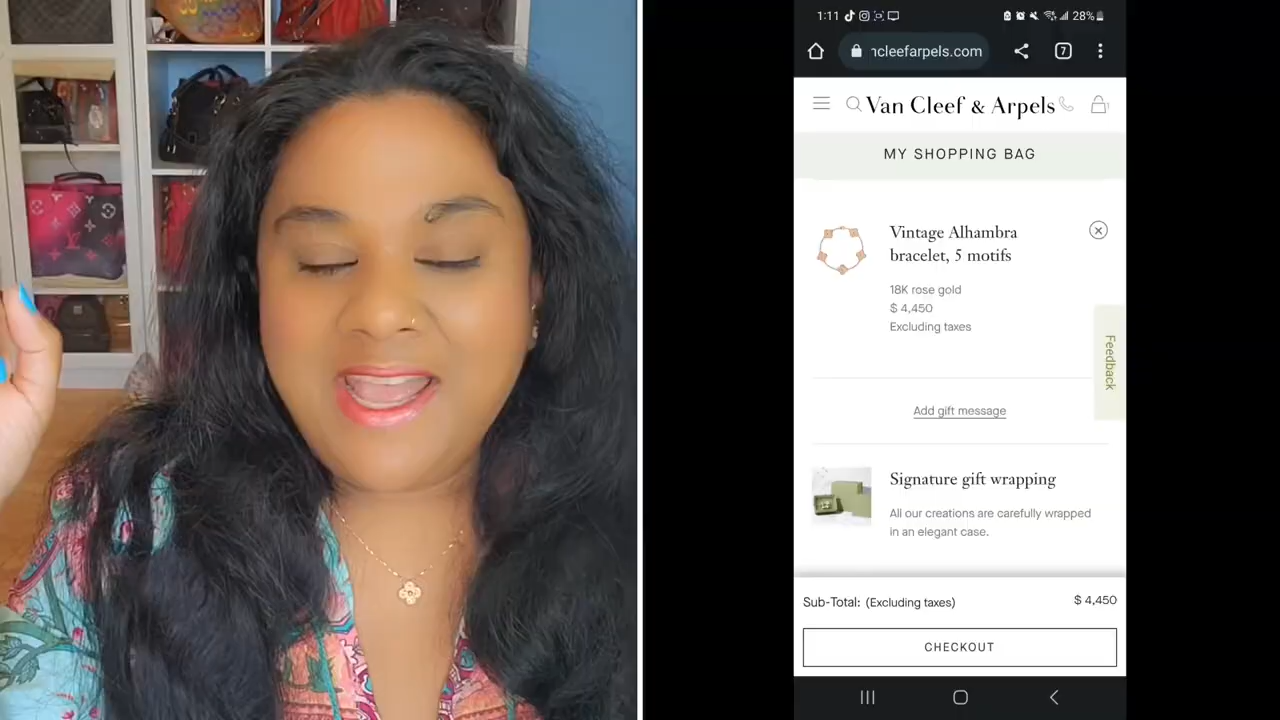 1:11
28%
ncleefarpels.com
7
Van Cleef & Arpels
MY SHOPPING BAG
Vintage Alhambra
bracelet, 5 motifs
18K rose gold
$ 4,450
Excluding taxes
Feedback
Add gift message
Signature gift wrapping
All our creations are carefully wrapped
in an elegant case.
Sub-Total: (Excluding taxes)
$ 4,450
CHECKOUT